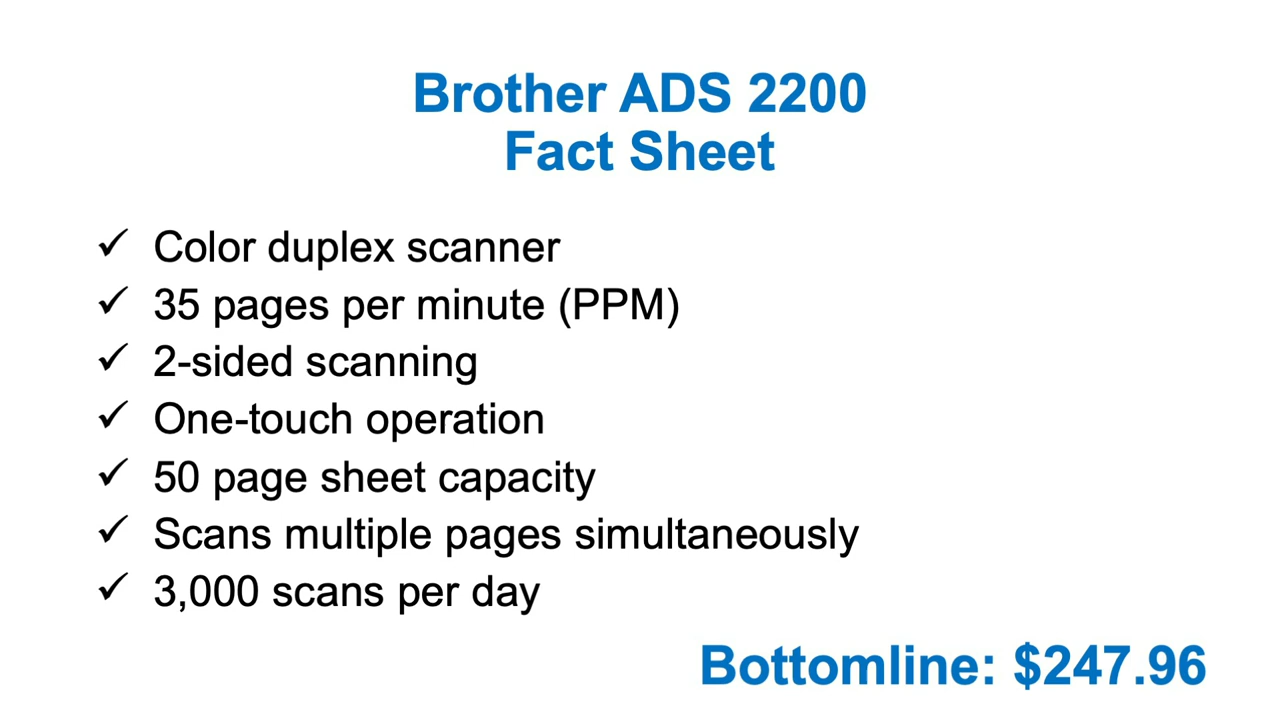 Brother ADS 2200
Fact Sheet
✓ Color duplex scanner
✓ 35 pages per minute (PPM)
✓ 2-sided scanning
✓ One-touch operation
✓ 50 page sheet capacity
✓ Scans multiple pages simultaneously
✓ 3,000 scans per day
Bottomline: $247.96